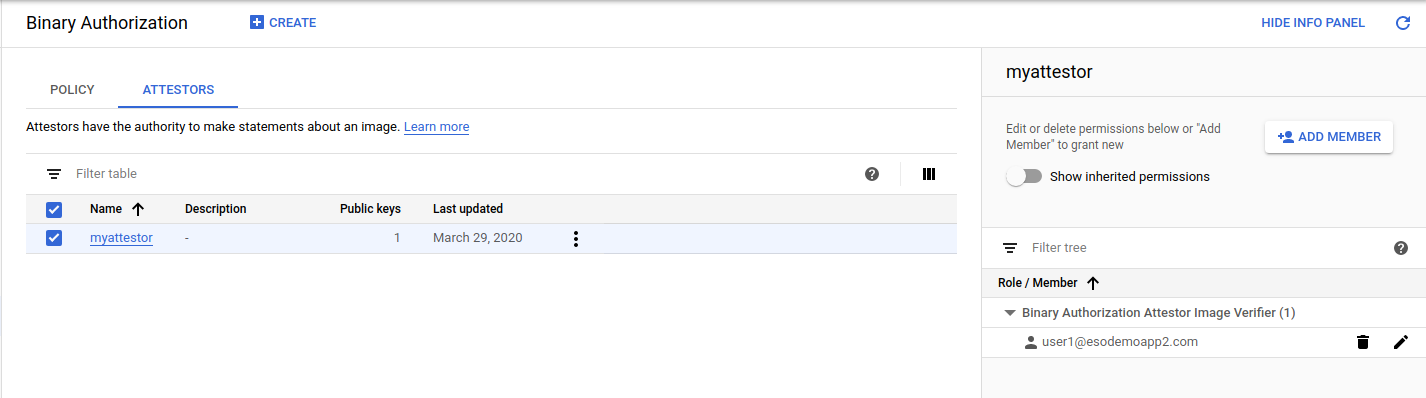 Binary Authorization
CREATE
HIDE INFO PANEL
POLICY
ATTESTORS
Attestors have the authority to make statements about an image. Learn more
Filter table
Name Description Public keys Last updated
myattestor - 1 March 29, 2020
myattestor
Edit or delete permissions below or "Add
Member" to grant new
ADD MEMBER
Show inherited permissions
Filter tree
Role / Member
Binary Authorization Attestor Image Verifier (1)
user1@esodemoapp2.com